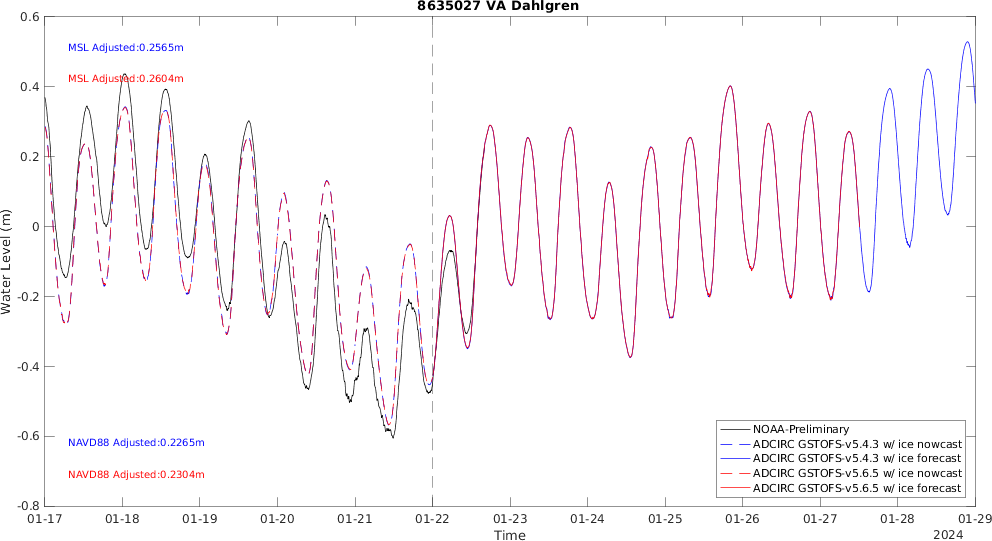 8635027 VA Dahlgren
0.6
0.4
0.2
0
-0.2
-0.4
-0.6
-0.8
Water Level (m)
MSL Adjusted:0.2565m
MSL Adjusted:0.2604m
NAVD88 Adjusted:0.2265m
NAVD88 Adjusted:0.2304m
NOAA-Preliminary
ADCIRC GSTOFS-v5.4.3 w/ ice nowcast
ADCIRC GSTOFS-v5.4.3 w/ ice forecast
ADCIRC GSTOFS-v5.6.5 w/ ice nowcast
ADCIRC GSTOFS-v5.6.5 w/ ice forecast
01-17 01-18 01-19 01-20 01-21 01-22 01-23 01-24 01-25 01-26 01-27 01-28 01-29
Time
2024